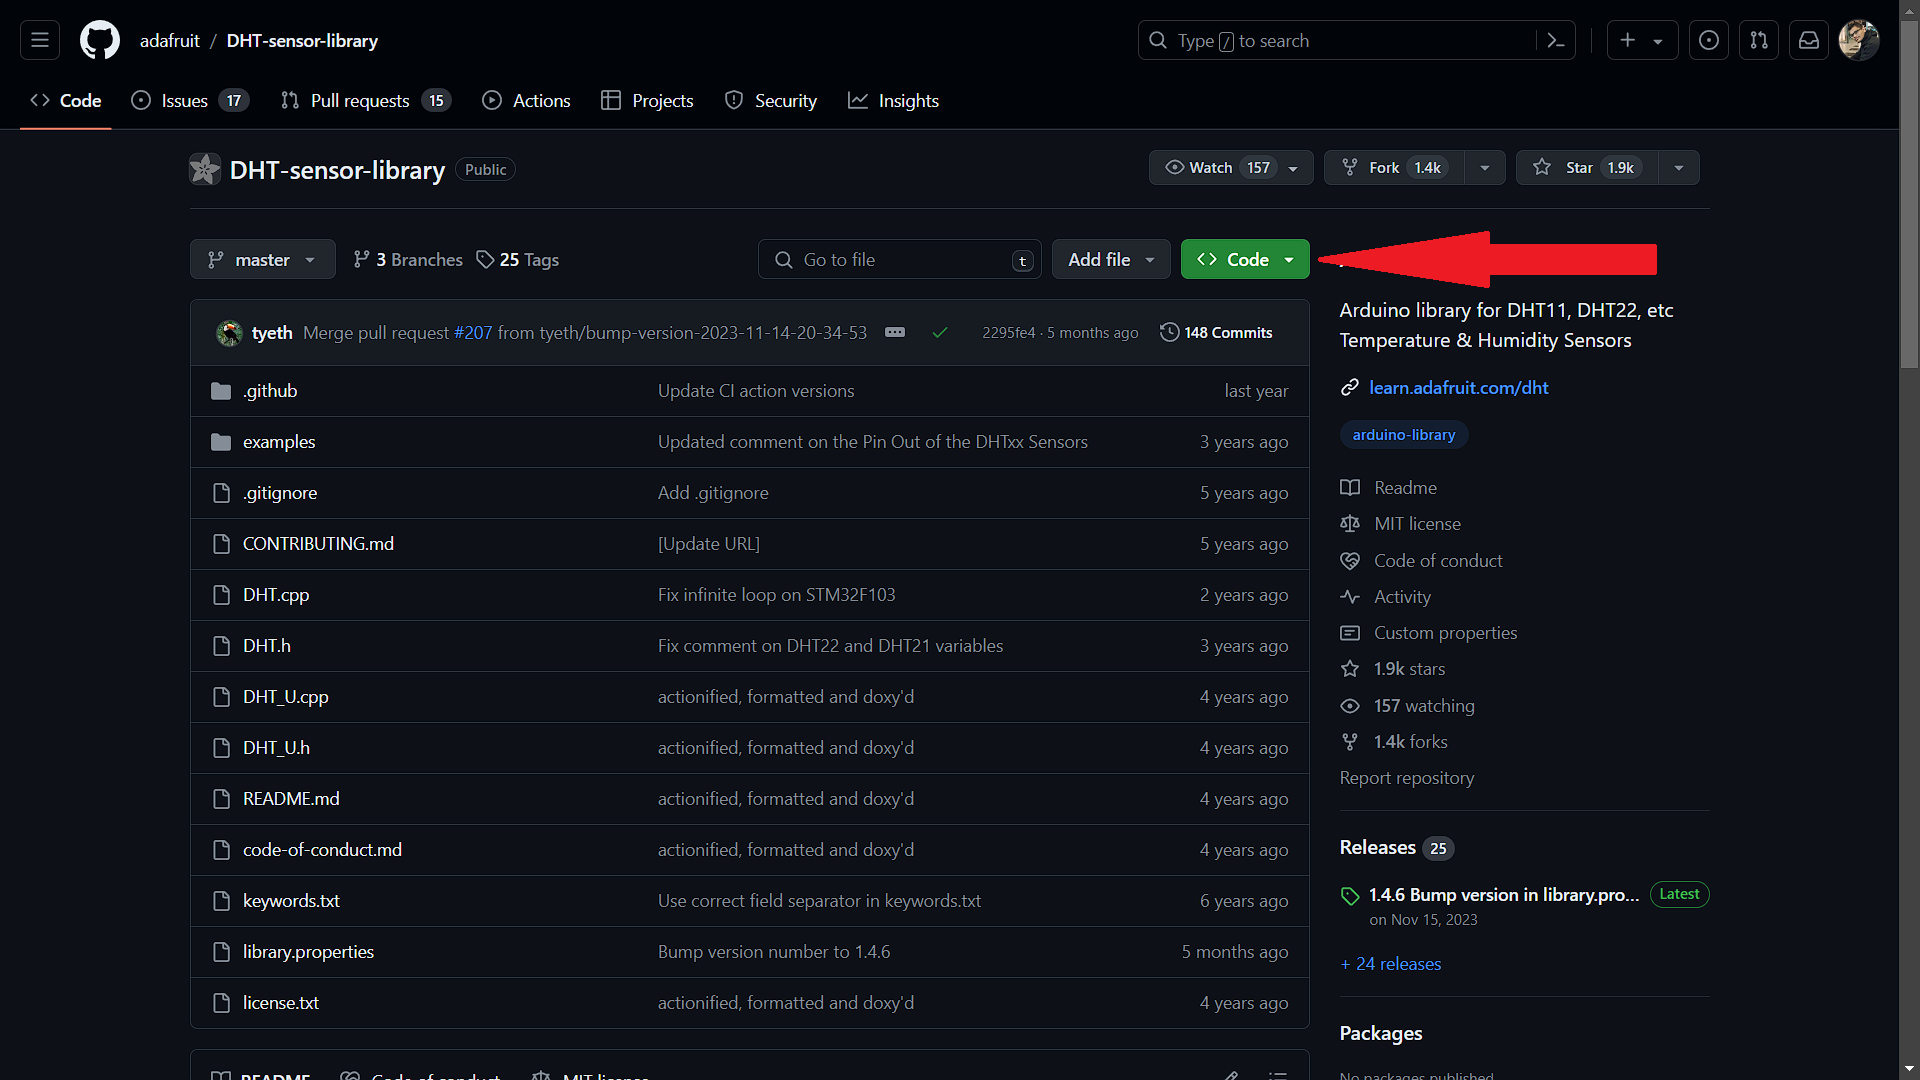 adafruit / DHT-sensor-library
Type / to search
Code
Issues 17
Pull requests 15
Actions
Projects
Security
Insights
DHT-sensor-library Public
Watch 157
Fork 1.4k
Star 1.9k
master
3 Branches
25 Tags
Go to file t
Add file
Code
tyeth Merge pull request #207 from tyeth/bump-version-2023-11-14-20-34-53
2295fe4 · 5 months ago
148 Commits
.github Update CI action versions last year
examples Updated comment on the Pin Out of the DHTxx Sensors 3 years ago
.gitignore Add .gitignore 5 years ago
CONTRIBUTING.md [Update URL] 5 years ago
DHT.cpp Fix infinite loop on STM32F103 2 years ago
DHT.h Fix comment on DHT22 and DHT21 variables 3 years ago
DHT_U.cpp actionified, formatted and doxy'd 4 years ago
DHT_U.h actionified, formatted and doxy'd 4 years ago
README.md actionified, formatted and doxy'd 4 years ago
code-of-conduct.md actionified, formatted and doxy'd 4 years ago
keywords.txt Use correct field separator in keywords.txt 6 years ago
library.properties Bump version number to 1.4.6 5 months ago
license.txt actionified, formatted and doxy'd 4 years ago
README
Code of conduct
MIT license
Arduino library for DHT11, DHT22, etc
Temperature & Humidity Sensors
learn.adafruit.com/dht
arduino-library
Readme
MIT license
Code of conduct
Activity
Custom properties
1.9k stars
157 watching
1.4k forks
Report repository
Releases 25
1.4.6 Bump version in library.pro... Latest
on Nov 15, 2023
+ 24 releases
Packages
No packages published